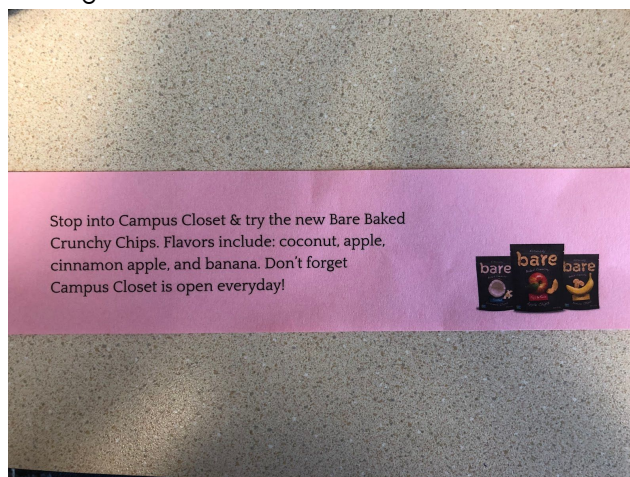 Stop into Campus Closet & try the new Bare Baked
Crunchy Chips. Flavors include: coconut, apple,
cinnamon apple, and banana. Don't forget
Campus Closet is open everyday!
bare
bare
bare